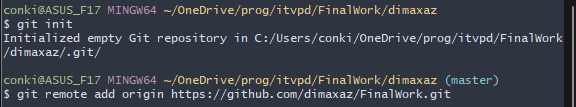 conki@ASUS_F17 MINGW64 ~/OneDrive/prog/itvpd/FinalWork/dimaxaz
$ git init
Initialized empty Git repository in C:/Users/conki/OneDrive/prog/itvpd/FinalWork
/dimaxaz/.git/
conki@ASUS_F17 MINGW64 ~/OneDrive/prog/itvpd/FinalWork/dimaxaz (master)
$ git remote add origin https://github.com/dimaxaz/FinalWork.git